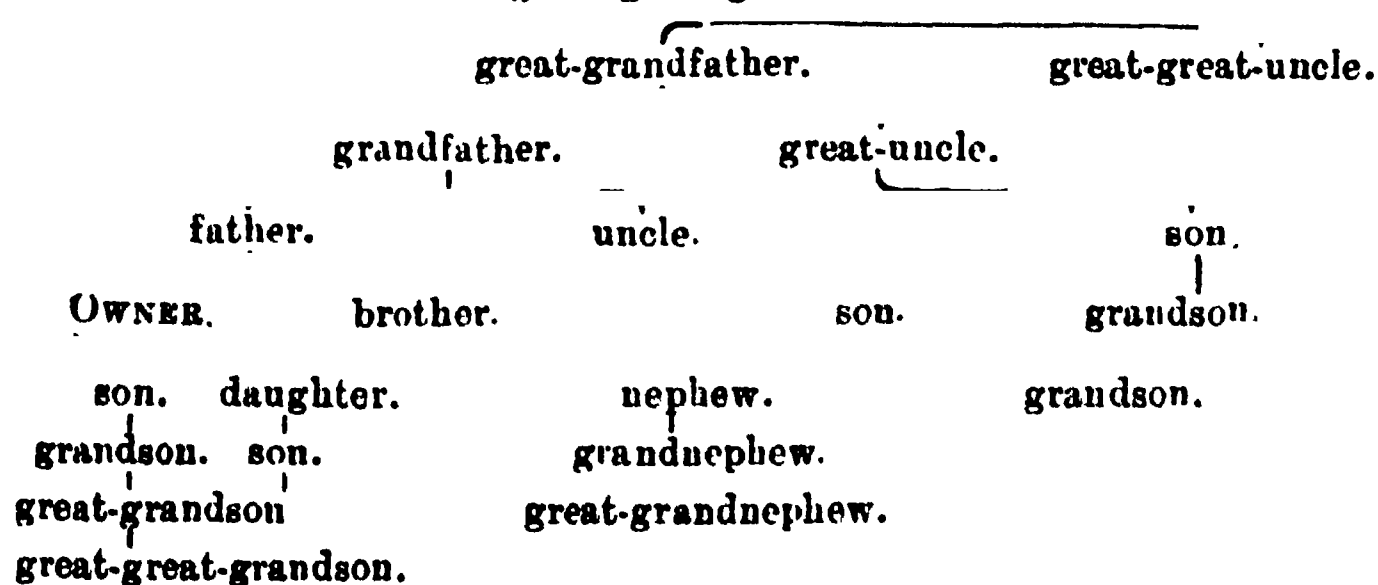 great-grandfather. great-great-uncle.
grandfather. great-uncle.
father. uncle. son.
OWNER. brother. son. grandson.
son. daughter. nephew. grandson.
grandson. son. grandnephew.
great-grandson great-grandnephew.
great-great-grandson.